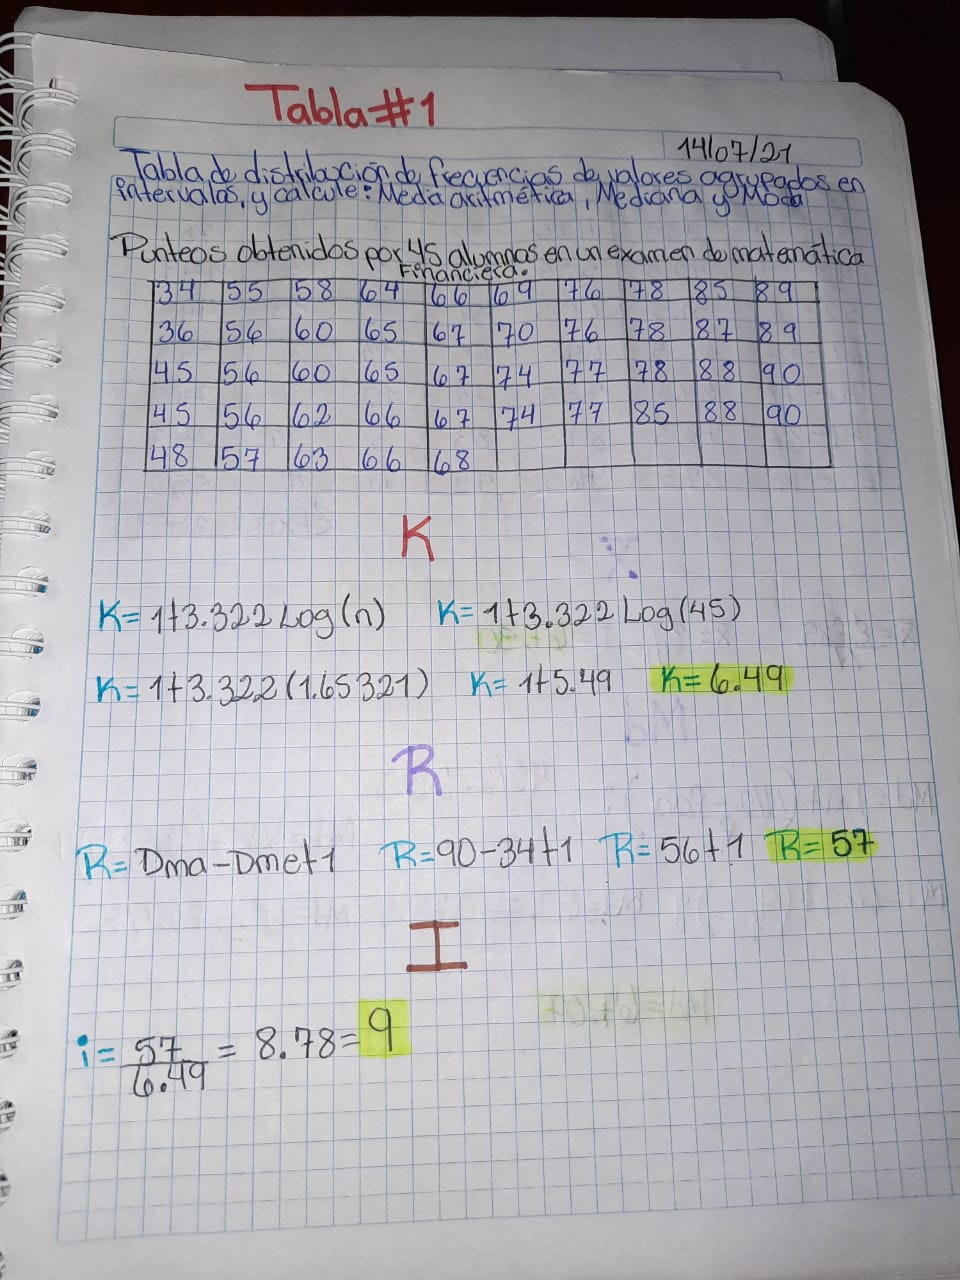 Tabla #1
14/07/21
Tabla de distribución de frecuencias de valores agrupados en
intervalos, y calcule: Media aritmética, Mediana y Moda
Punteos obtenidos por 45 alumnos en un examen de matemática
Financiera.
34 55 58 64 66 69 76 78 85 89
36 56 60 65 67 70 76 78 87 89
45 56 60 65 67 74 77 78 88 90
45 56 62 66 67 74 77 85 88 90
48 57 63 66 68
K
K= 1+3.322 Log(n) K= 1+3.322 Log(45)
K= 1+3.322(1.65321) K= 1+5.49 K= 6.49
R
R= Dma-Dme+1 R=90-34+1 R= 56+1 R= 57
I
i= 57/6.49 = 8.78= 9